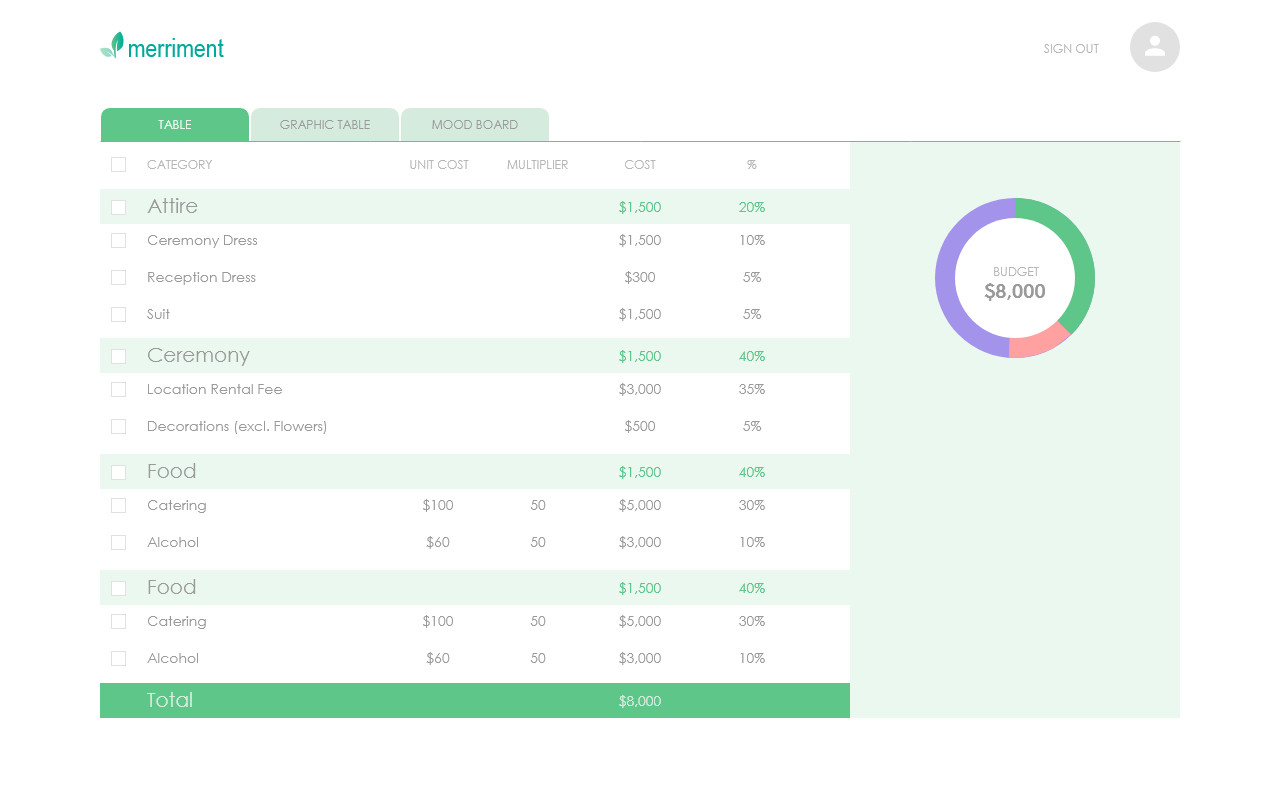 merriment
SIGN OUT
TABLE GRAPHIC TABLE MOOD BOARD
CATEGORY UNIT COST MULTIPLIER COST %
Attire $1,500 20%
Ceremony Dress $1,500 10%
Reception Dress $300 5%
Suit $1,500 5%
Ceremony $1,500 40%
Location Rental Fee $3,000 35%
Decorations (excl. Flowers) $500 5%
Food $1,500 40%
Catering $100 50 $5,000 30%
Alcohol $60 50 $3,000 10%
Food $1,500 40%
Catering $100 50 $5,000 30%
Alcohol $60 50 $3,000 10%
Total $8,000
BUDGET
$8,000